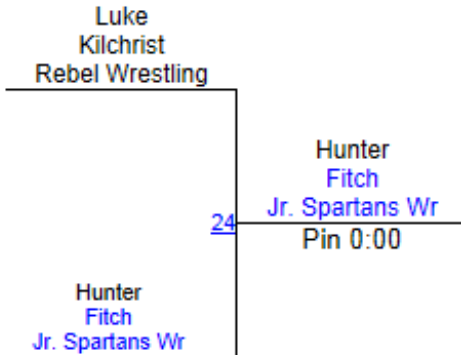 Luke
Kilchrist
Rebel Wrestling
Hunter
Fitch
Jr. Spartans Wr
24
Pin 0:00
Hunter
Fitch
Jr. Spartans Wr